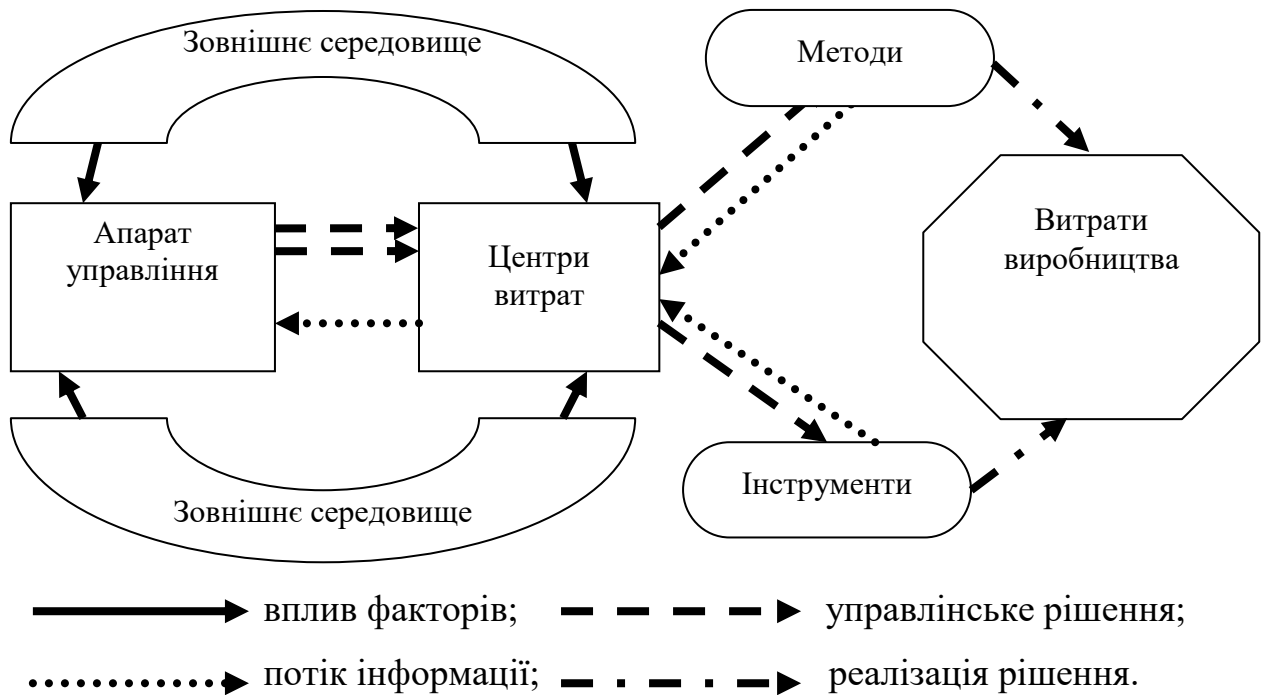 Зовнішнє середовище
Методи
Апарат
управління
Центри
витрат
Витрати
виробництва
Інструменти
Зовнішнє середовище
вплив факторів;
управлінське рішення;
потік інформації;
реалізація рішення.